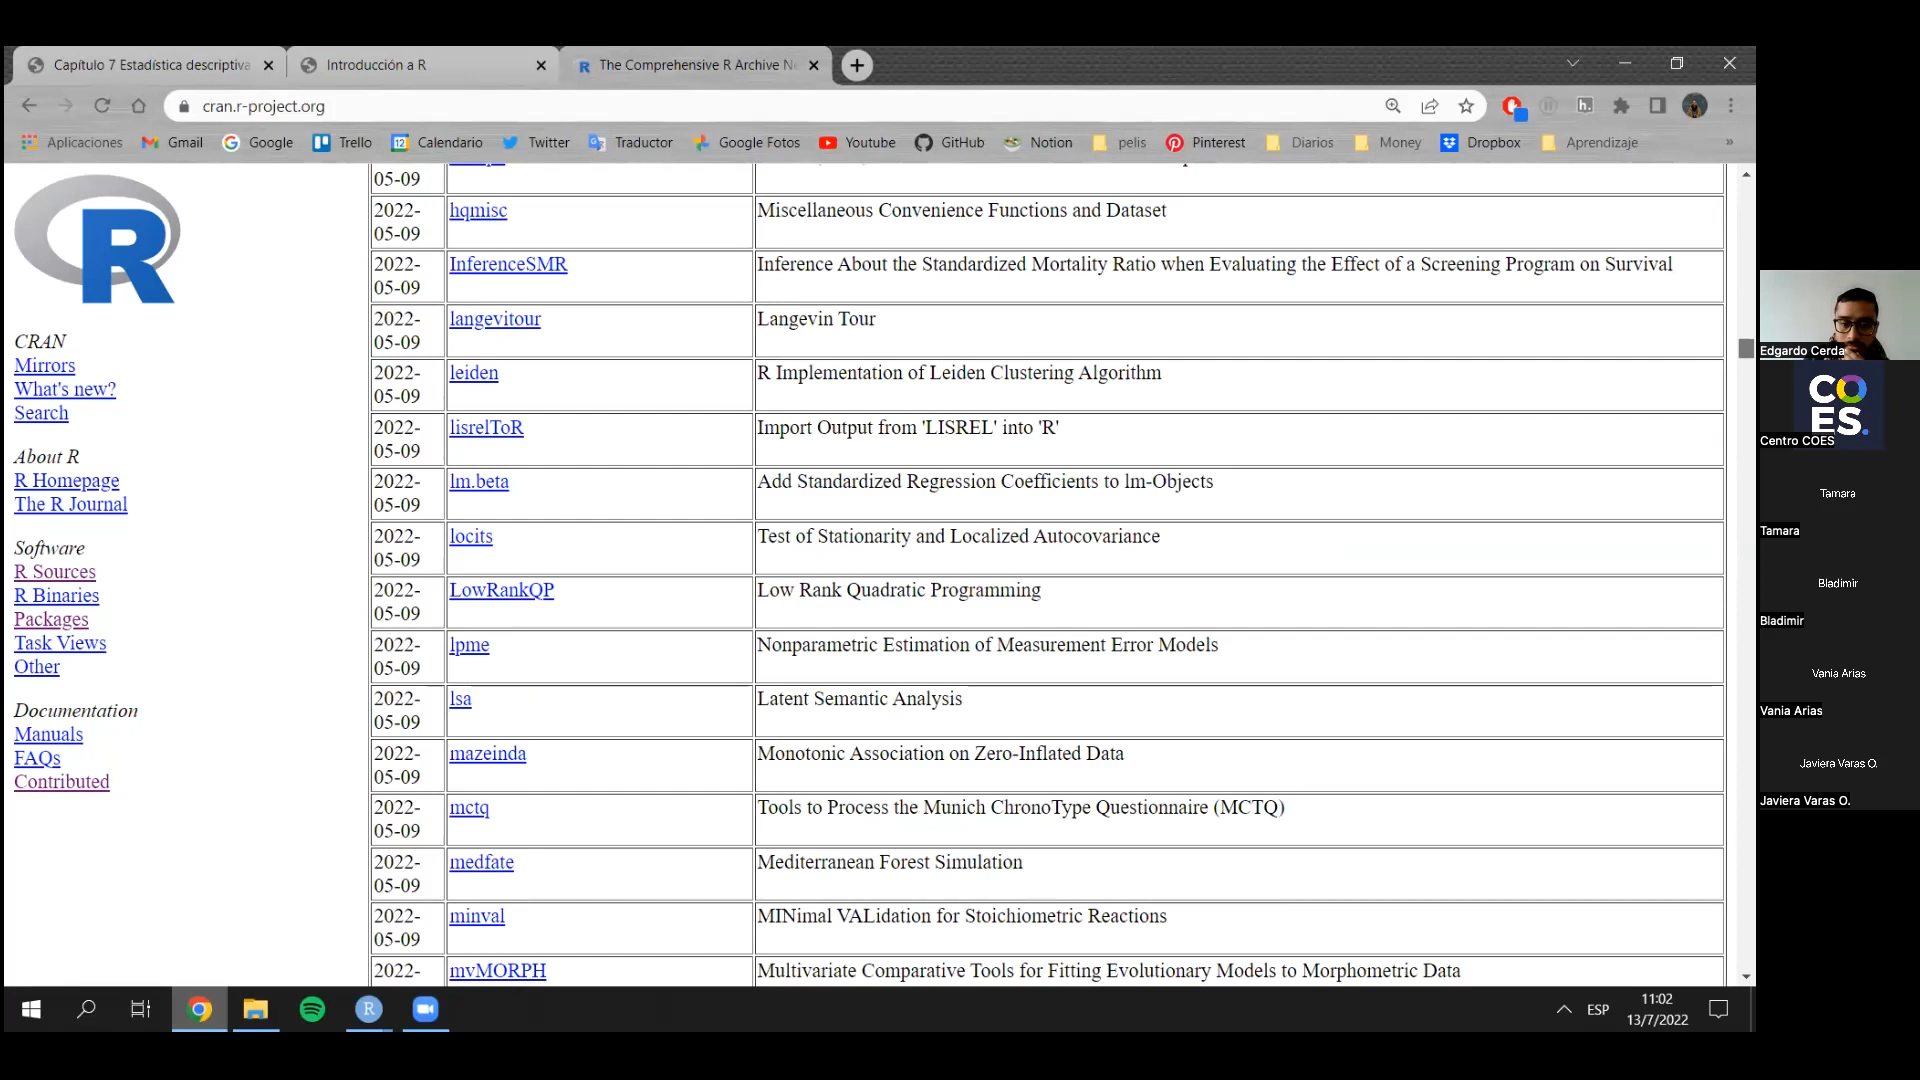 Capítulo 7 Estadística descriptiva
Introducción a R
The Comprehensive R Archive Ne
cran.r-project.org
Aplicaciones
Gmail
Google
Trello
12
Calendario
Twitter
Traductor
Google Fotos
Youtube
GitHub
Notion
pelis
Pinterest
Diarios
Money
Dropbox
Aprendizaje
»
R
CRAN
Mirrors
What's new?
Search
About R
R Homepage
The R Journal
Software
R Sources
R Binaries
Packages
Task Views
Other
Documentation
Manuals
FAQs
Contributed
05-09
2022-05-09 hqmisc Miscellaneous Convenience Functions and Dataset
2022-05-09 InferenceSMR Inference About the Standardized Mortality Ratio when Evaluating the Effect of a Screening Program on Survival
2022-05-09 langevitour Langevin Tour
2022-05-09 leiden R Implementation of Leiden Clustering Algorithm
2022-05-09 lisrelToR Import Output from 'LISREL' into 'R'
2022-05-09 lm.beta Add Standardized Regression Coefficients to lm-Objects
2022-05-09 locits Test of Stationarity and Localized Autocovariance
2022-05-09 LowRankQP Low Rank Quadratic Programming
2022-05-09 lpme Nonparametric Estimation of Measurement Error Models
2022-05-09 lsa Latent Semantic Analysis
2022-05-09 mazeinda Monotonic Association on Zero-Inflated Data
2022-05-09 mctq Tools to Process the Munich ChronoType Questionnaire (MCTQ)
2022-05-09 medfate Mediterranean Forest Simulation
2022-05-09 minval MINimal VALidation for Stoichiometric Reactions
2022- mvMORPH Multivariate Comparative Tools for Fitting Evolutionary Models to Morphometric Data
Edgardo Cerda
COES.
Centro COES
Tamara
Tamara
Bladimir
Bladimir
Vania Arias
Vania Arias
Javiera Varas O.
Javiera Varas O.
ESP
11:02
13/7/2022